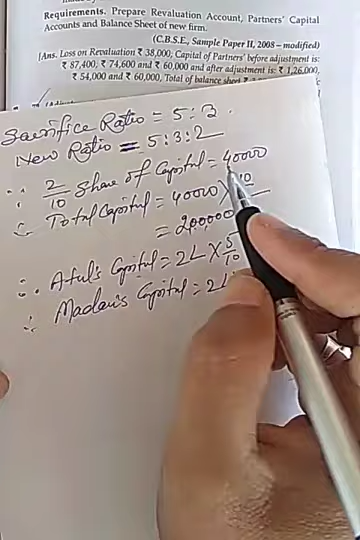 Requirements. Prepare Revaluation Account, Partners' Capital
Accounts and Balance Sheet of new firm.
(C.B.S.E., Sample Paper II, 2008 – modified)
[Ans. Loss on Revaluation ₹ 38,000, Capital of Partners' before adjustment is:
₹ 87,400, ₹ 74,600 and ₹ 60,000 and after adjustment is: ₹ 1,26,000,
₹ 54,000 and ₹ 60,000, Total of balance sheet ₹
Sacrifice Ratio = 5:3.
New Ratio = 5:3:2
∴ 2/10 Share of Capital = 40000
∴ Total Capital = 40000 × 10
= 200,000
∴ Atul's Capital = 2L × 5/10
∴ Madan's Capital = 2L